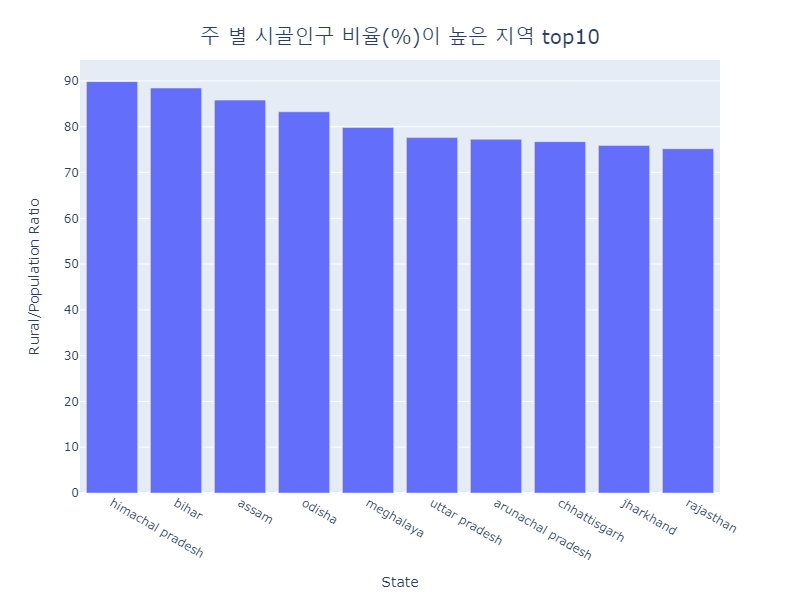 주 별 시골인구 비율(%)이 높은 지역 top10
Rural/Population Ratio
90
80
70
60
50
40
30
20
10
0
himachal pradesh
bihar
assam
odisha
meghalaya
uttar pradesh
arunachal pradesh
chhattisgarh
jharkhand
rajasthan
State